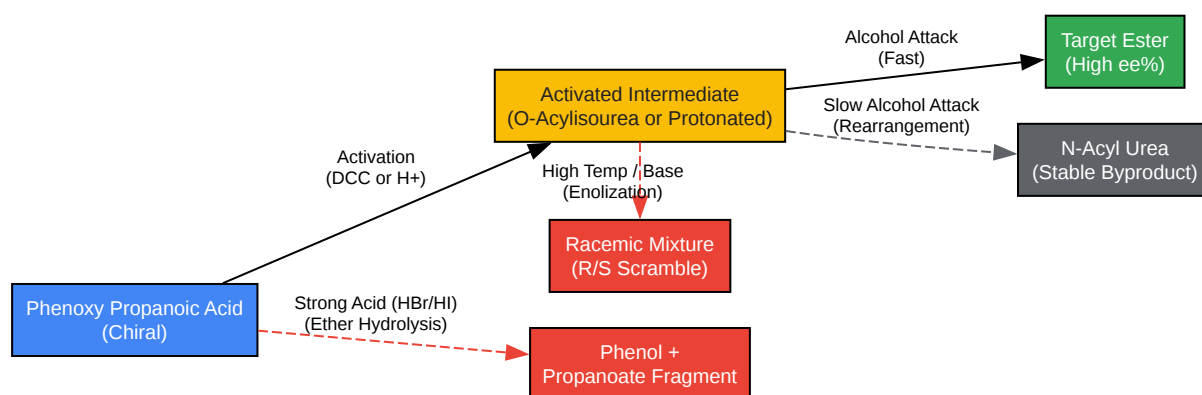 Alcohol Attack
(Fast)
Target Ester
(High ee%)
Activated Intermediate
(O-Acylisourea or Protonated)
Slow Alcohol Attack
(Rearrangement)
N-Acyl Urea
(Stable Byproduct)
Activation
(DCC or H+)
High Temp / Base
(Enolization)
Racemic Mixture
(R/S Scramble)
Phenoxy Propanoic Acid
(Chiral)
Strong Acid (HBr/HI)
(Ether Hydrolysis)
Phenol +
Propanoate Fragment